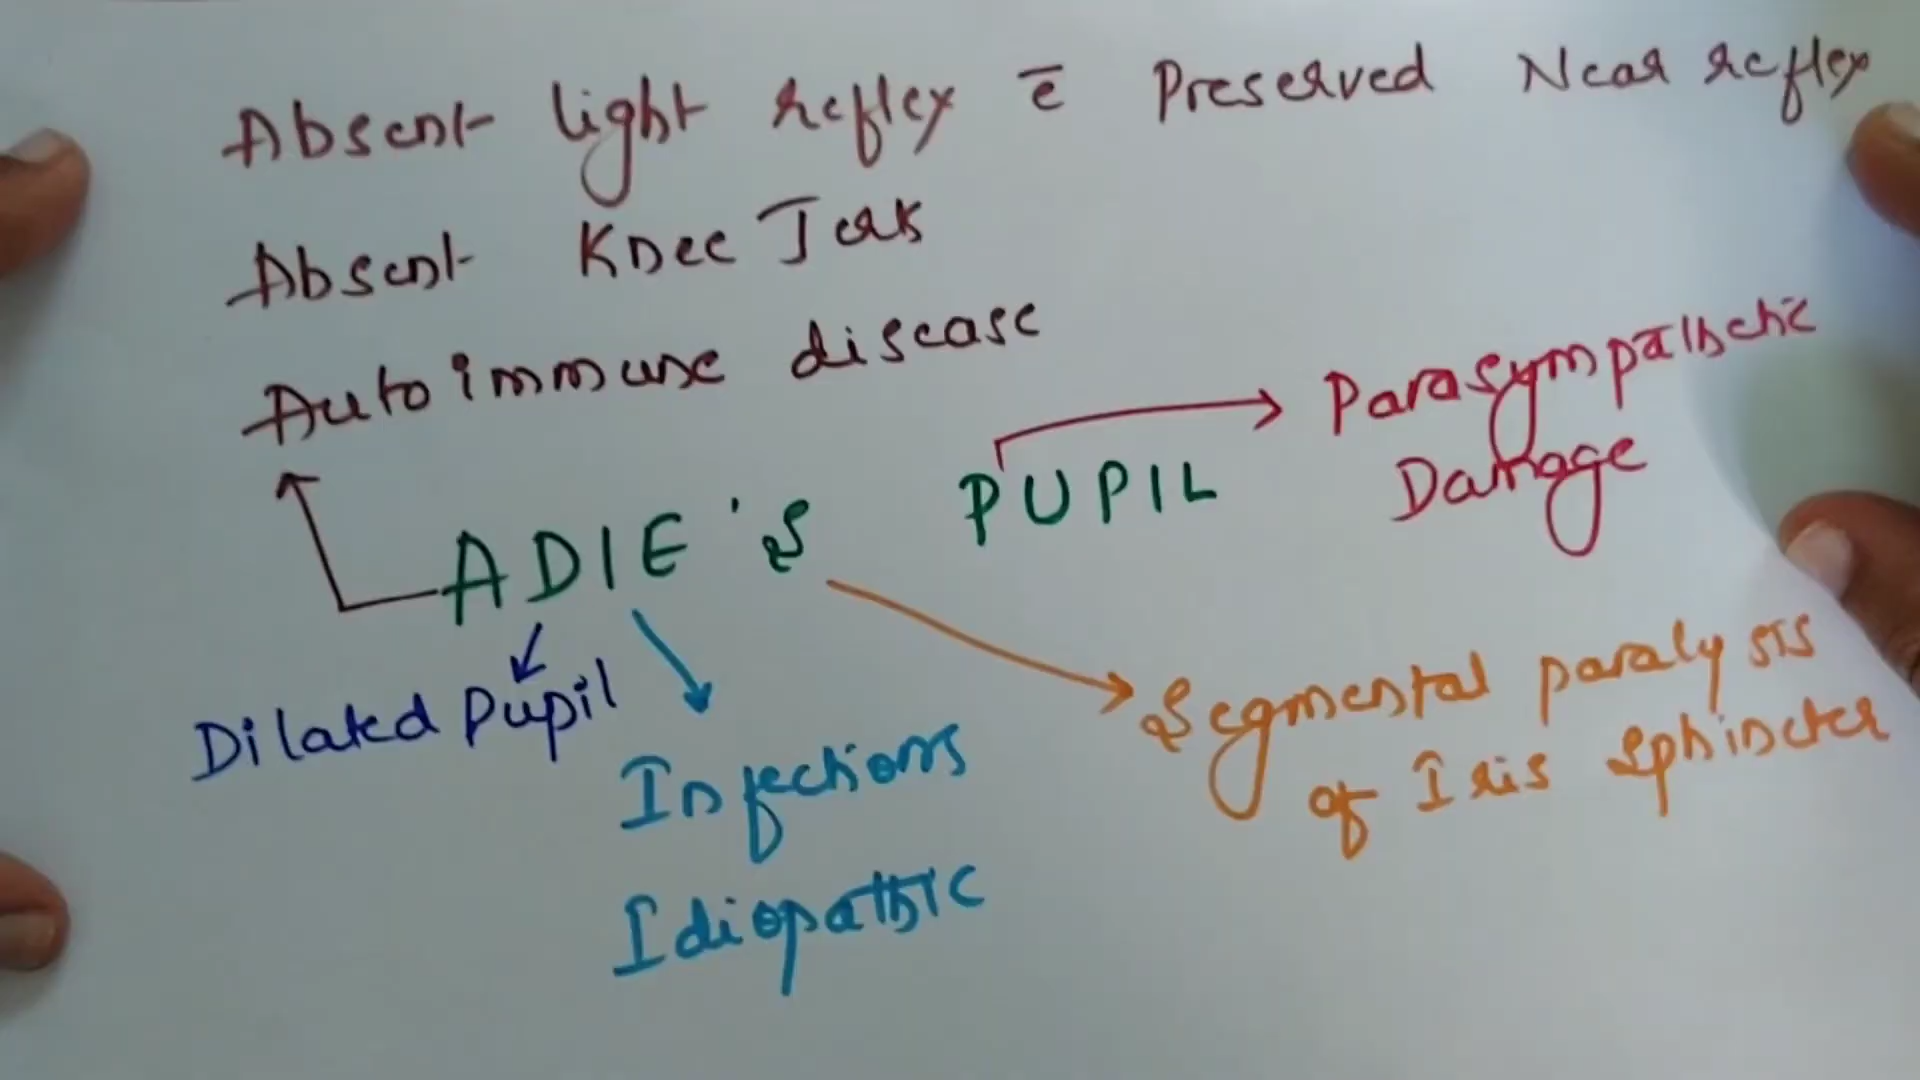 Absent light reflex c̄ Preserved Near reflex
Absent Knee Jerk
Autoimmune disease
Parasympathetic
Damage
ADIE'S PUPIL
Dilated Pupil
Segmental paralysis
of Iris Sphincter
Infections
Idiopathic